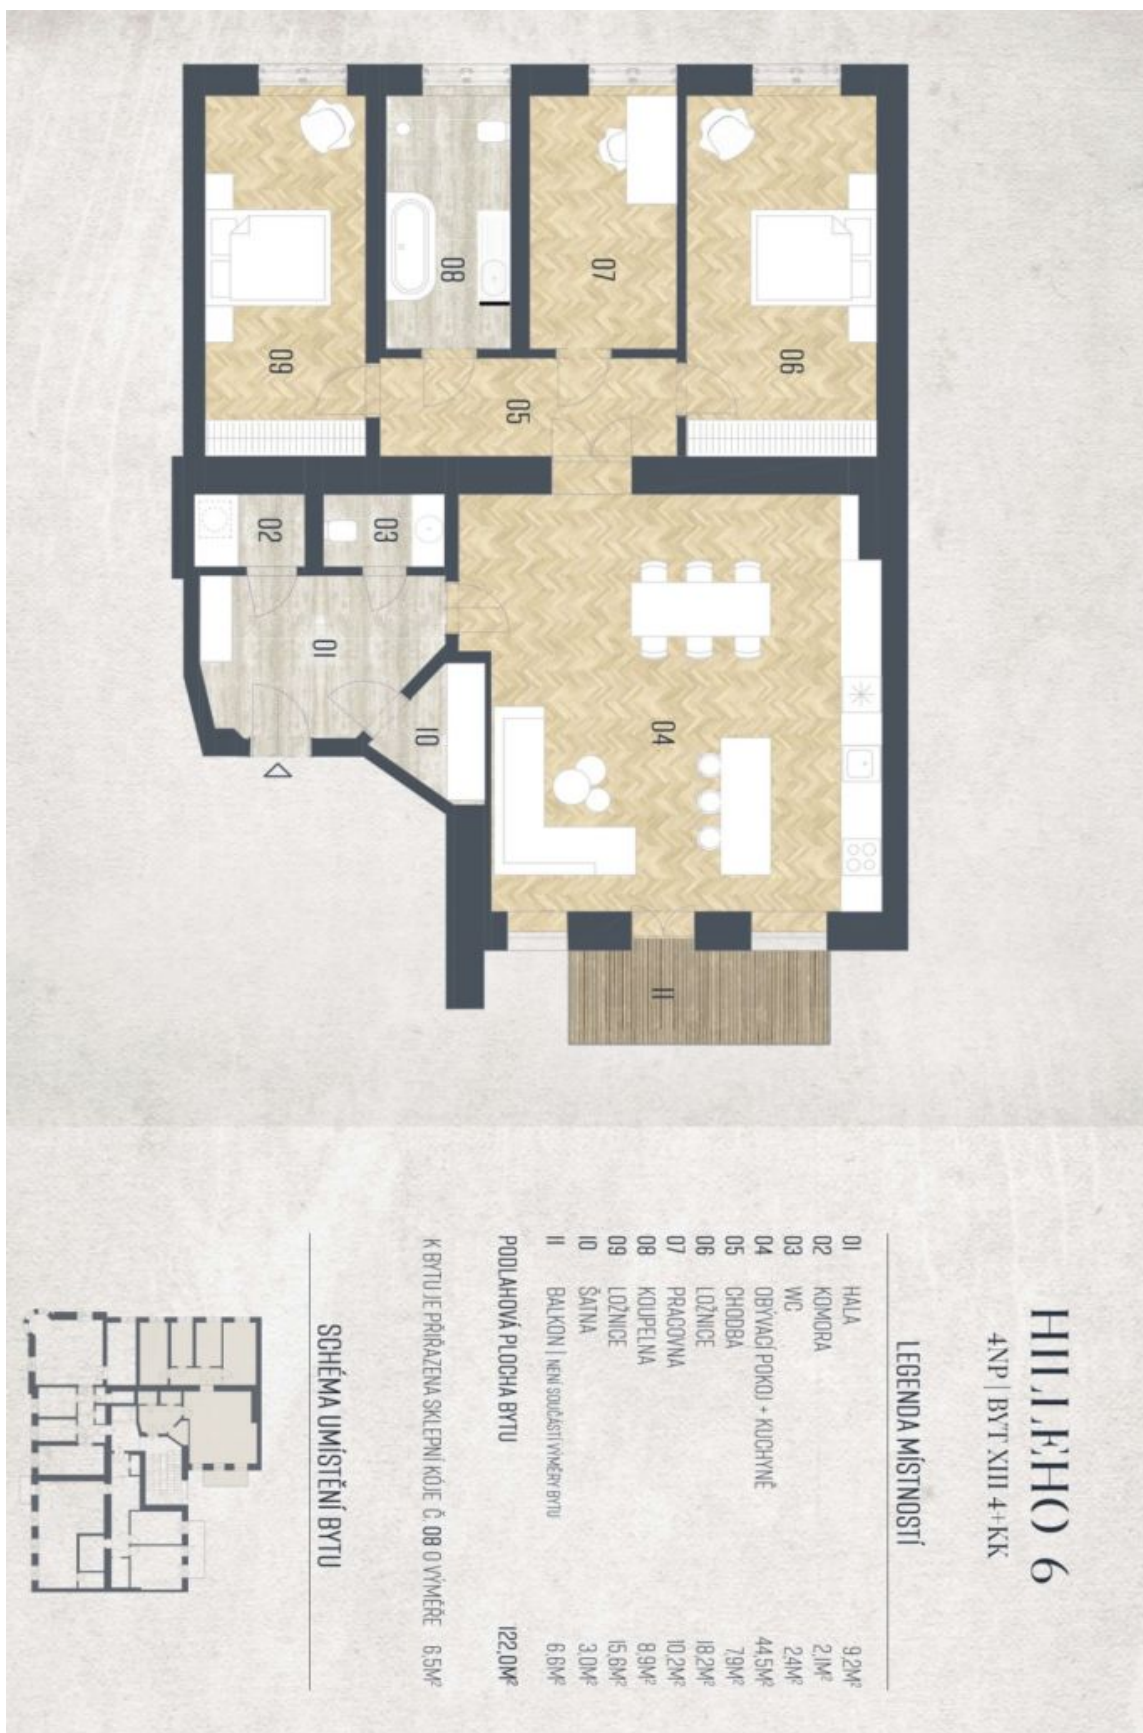 HILLEHO 6
4NP | BYT XIII 4+KK
LEGENDA MÍSTNOSTÍ
01 HALA 9,2M²
02 KOMORA 2,1M²
03 WC 2,4M²
04 OBÝVACÍ POKOJ + KUCHYNĚ 44,5M²
05 CHODBA 7,9M²
06 LOŽNICE 18,2M²
07 PRACOVNA 10,2M²
08 KOUPELNA 8,9M²
09 LOŽNICE 15,6M²
10 ŠATNA 3,0M²
11 BALKON | NENÍ SOUČÁSTÍ VÝMĚRY BYTU 6,6M²
PODLAHOVÁ PLOCHA BYTU 122,0M²
K BYTU JE PŘIŘAZENA SKLEPNÍ KÓJE Č. 08 O VÝMĚŘE 6,5M²
SCHÉMA UMÍSTĚNÍ BYTU
06
07
08
09
05
04
03
02
01
10
11